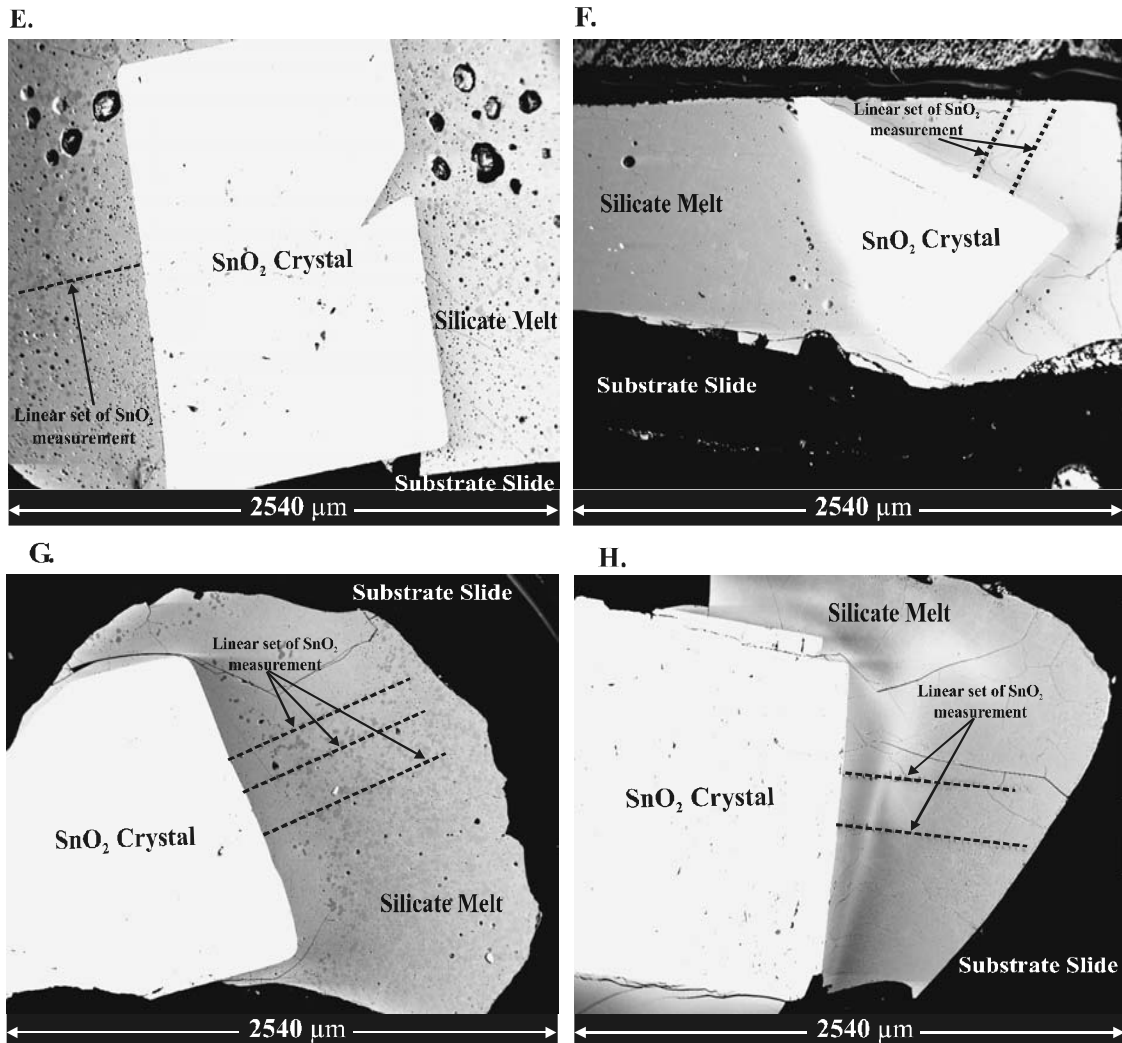 E.
SnO₂ Crystal
Silicate Melt
Linear set of SnO₂
measurement
Substrate Slide
2540 µm
F.
Linear set of SnO₂
measurement
Silicate Melt
SnO₂ Crystal
Substrate Slide
2540 µm
G.
Substrate Slide
Linear set of SnO₂
measurement
SnO₂ Crystal
Silicate Melt
2540 µm
H.
Silicate Melt
Linear set of SnO₂
measurement
SnO₂ Crystal
Substrate Slide
2540 µm